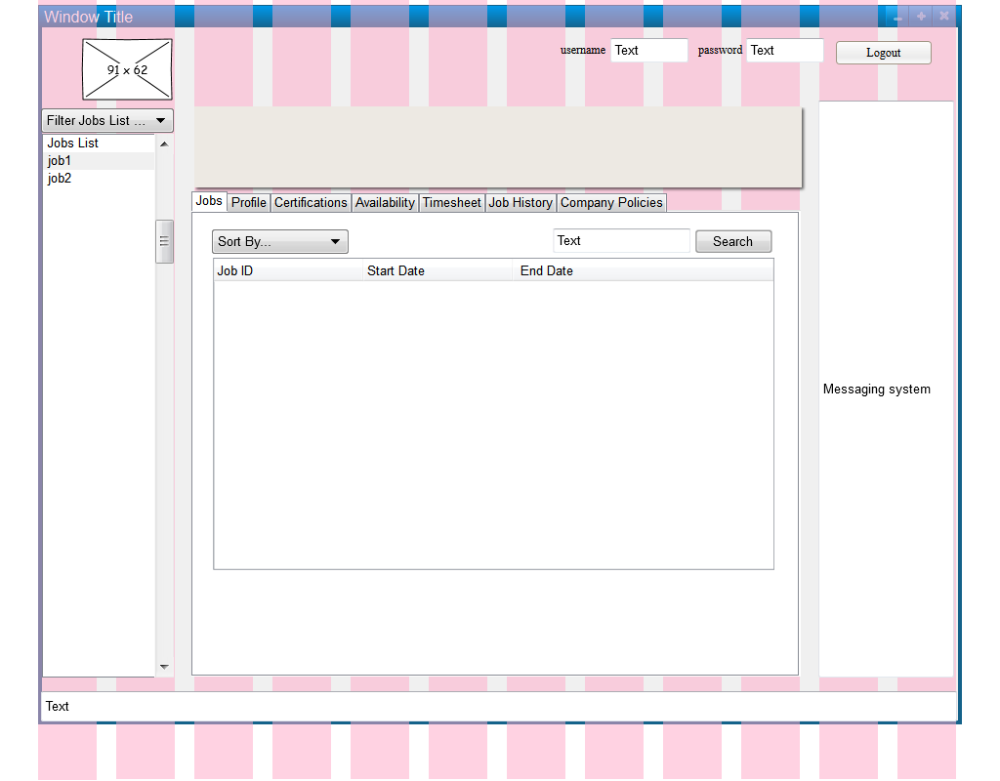 Window Title
91 x 62
username Text password Text Logout
Filter Jobs List ...
Jobs List
job1
job2
Jobs Profile Certifications Availability Timesheet Job History Company Policies
Sort By... Text Search
Job ID Start Date End Date
Messaging system
Text